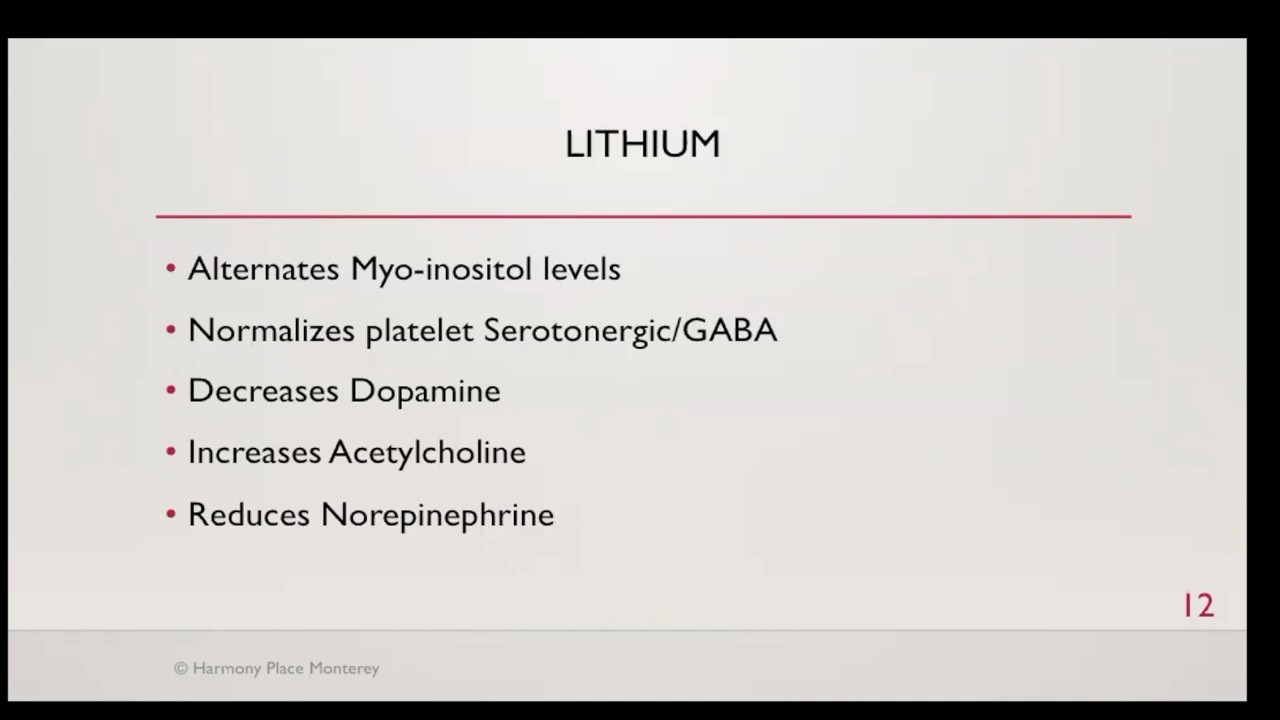 LITHIUM
• Alternates Myo-inositol levels
• Normalizes platelet Serotonergic/GABA
• Decreases Dopamine
• Increases Acetylcholine
• Reduces Norepinephrine
12
© Harmony Place Monterey